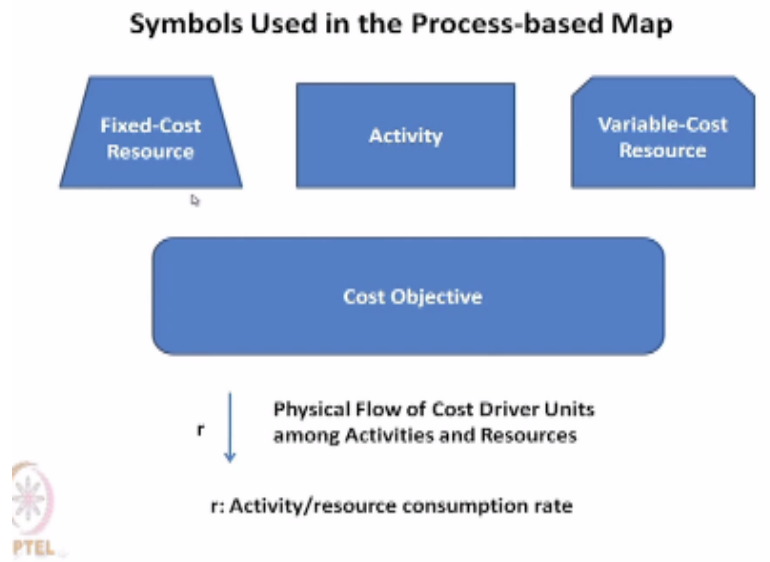 Symbols Used in the Process-based Map
Fixed-Cost
Resource
Activity
Variable-Cost
Resource
Cost Objective
r
Physical Flow of Cost Driver Units
among Activities and Resources
r: Activity/resource consumption rate
PTEL